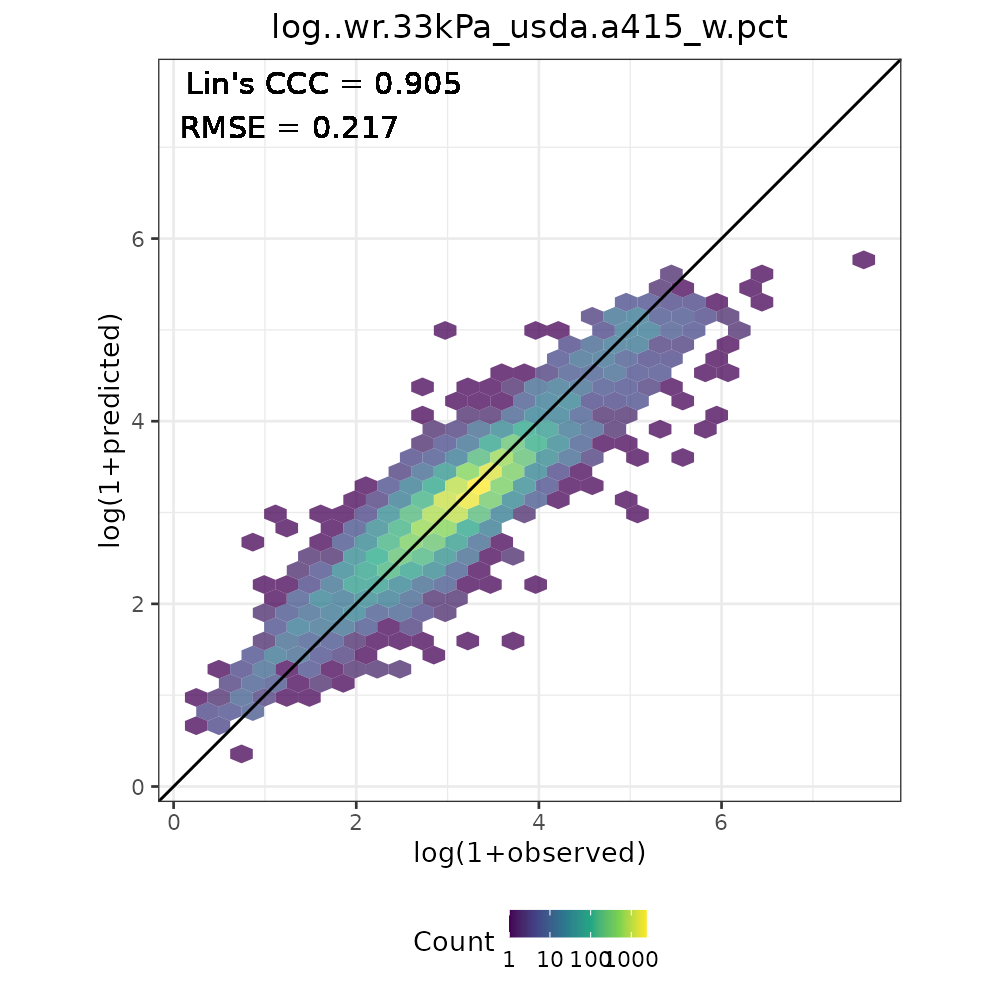 log..wr.33kPa_usda.a415_w.pct
Lin's CCC = 0.905
RMSE = 0.217
6
4
2
0
log(1+predicted)
0 2 4 6
log(1+observed)
Count
1 10 100 1000